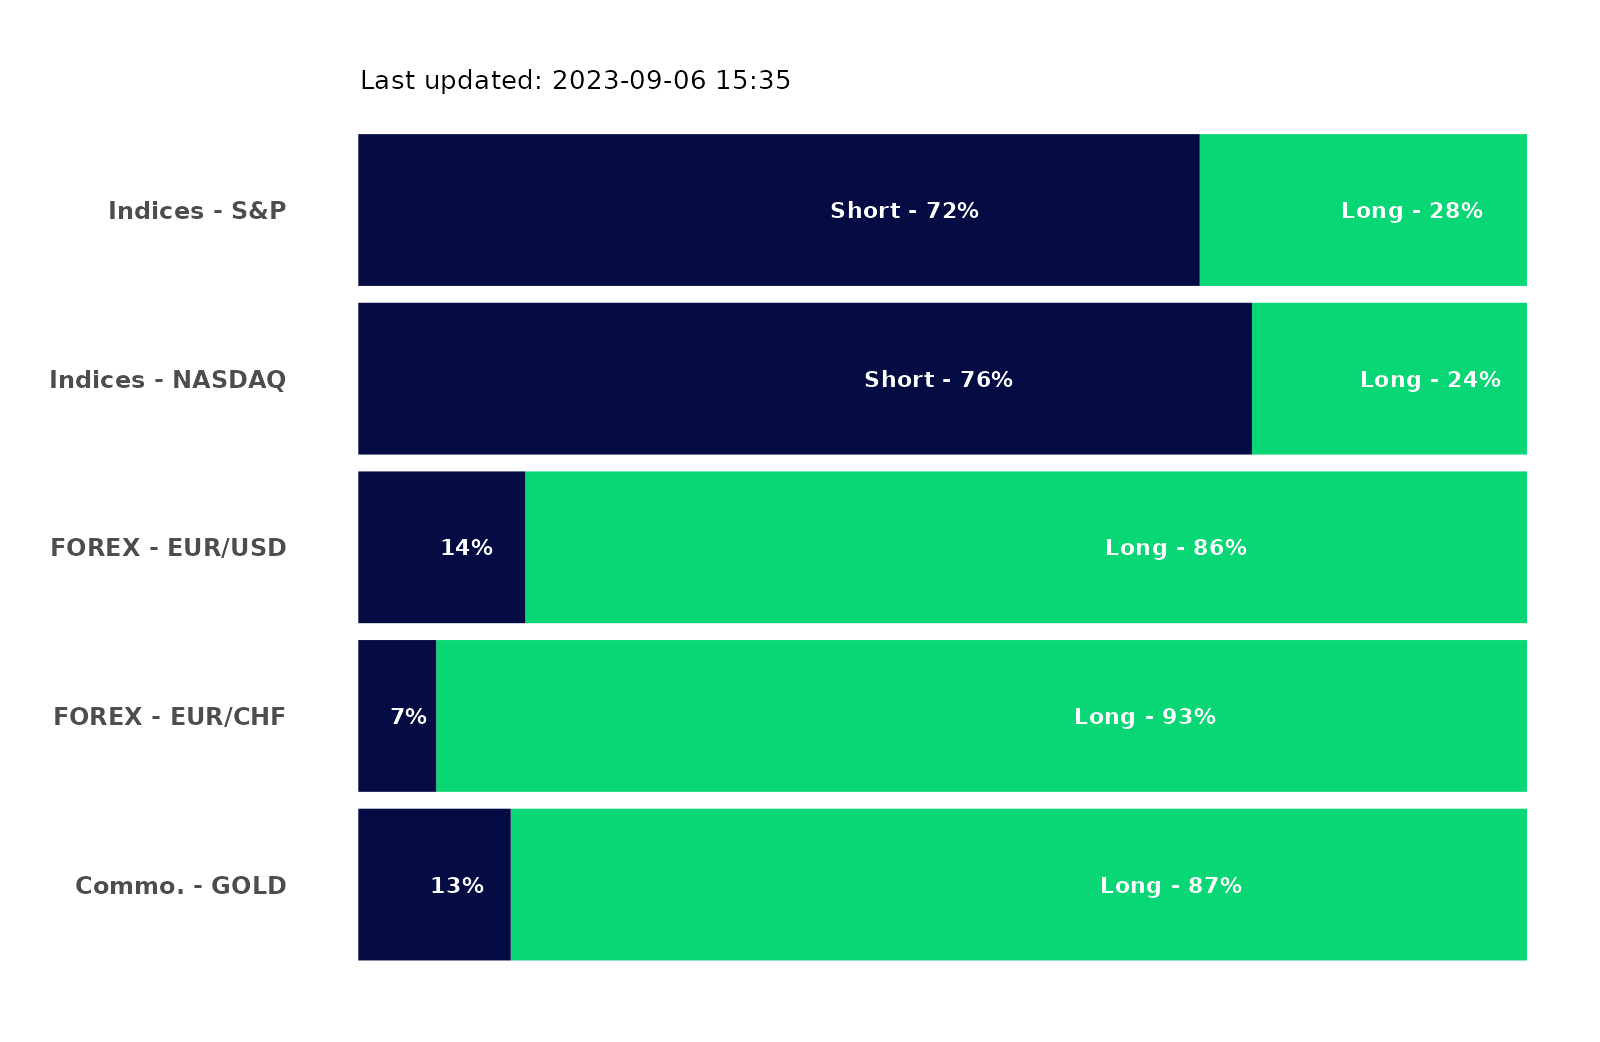 Last updated: 2023-09-06 15:35
Indices - S&P Short - 72% Long - 28%
Indices - NASDAQ Short - 76% Long - 24%
FOREX - EUR/USD 14% Long - 86%
FOREX - EUR/CHF 7% Long - 93%
Commo. - GOLD 13% Long - 87%